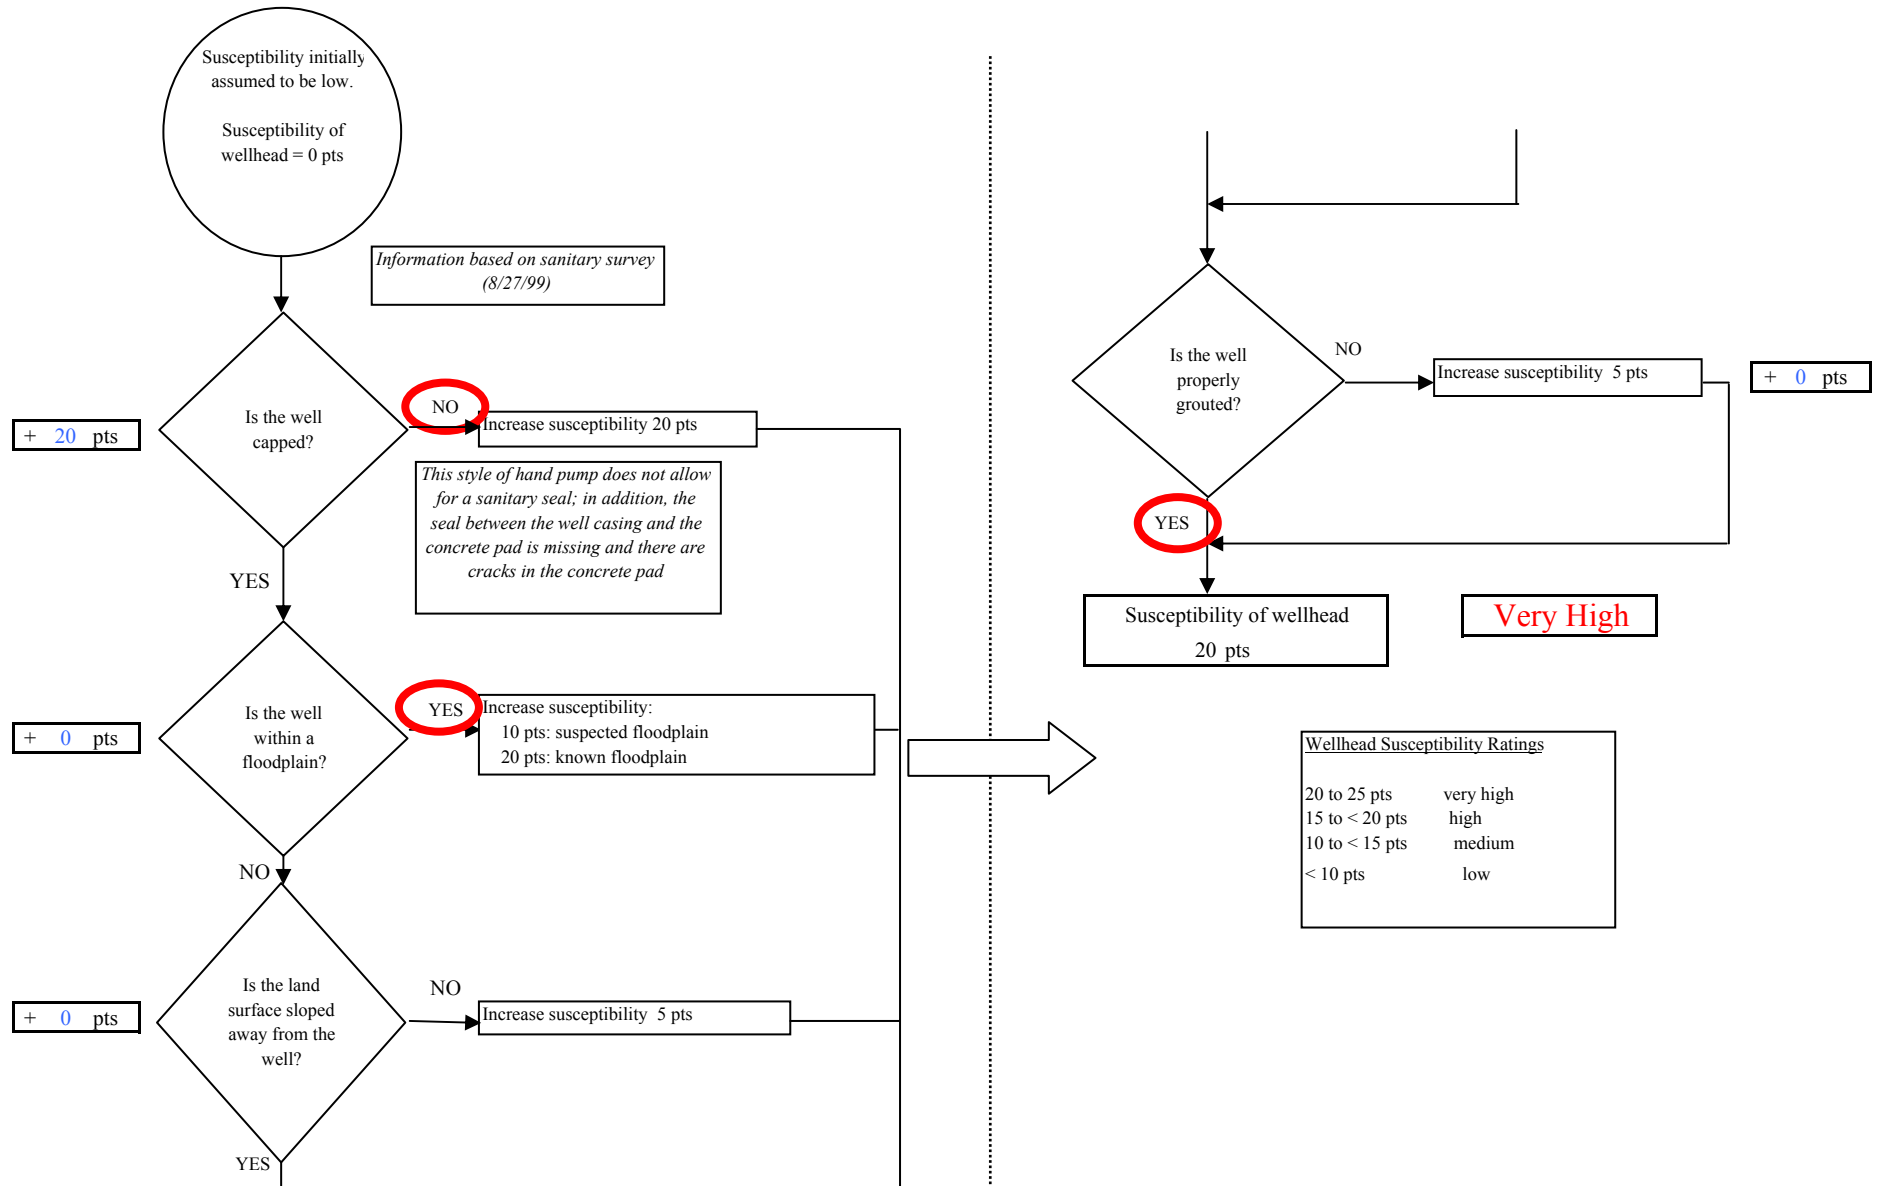 Susceptibility initially
assumed to be low.
Susceptibility of
wellhead = 0 pts
Information based on sanitary survey
(8/27/99)
Is the well
capped?
NO
Increase susceptibility 20 pts
+ 20 pts
This style of hand pump does not allow
for a sanitary seal; in addition, the
seal between the well casing and the
concrete pad is missing and there are
cracks in the concrete pad
YES
Is the well
within a
floodplain?
YES
Increase susceptibility:
10 pts: suspected floodplain
20 pts: known floodplain
+ 0 pts
NO
Is the land
surface sloped
away from the
well?
NO
Increase susceptibility 5 pts
+ 0 pts
YES
Is the well
properly
grouted?
NO
Increase susceptibility 5 pts
+ 0 pts
YES
Susceptibility of wellhead
20 pts
Very High
Wellhead Susceptibility Ratings
20 to 25 pts very high
15 to < 20 pts high
10 to < 15 pts medium
< 10 pts low